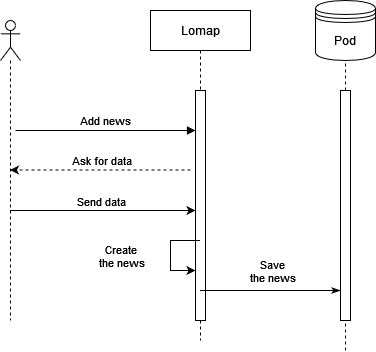 Lomap
Pod
Add news
Ask for data
Send data
Create
the news
Save
the news